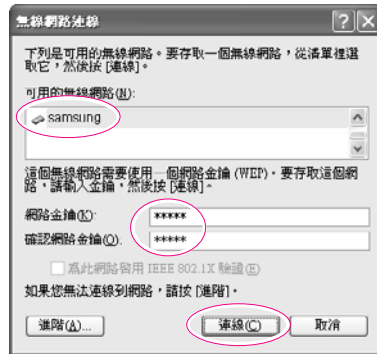 無線網路連線
下列是可用的無線網路。要存取一個無線網路，從清單裡選
取它，然後按 [連線]。
可用的無線網路(N):
samsung
這個無線網路需要使用一個網路金鑰 (WEP)。要存取這個網
路，請輸入金鑰，然後按 [連線]。
網路金鑰(K): *****
確認網路金鑰(O). *****
為此網路啓用 IEEE 802.1X 驗證(E)
如果您無法連線到網路，請按 [進階]。
進階(A)... 連線(C) 取消